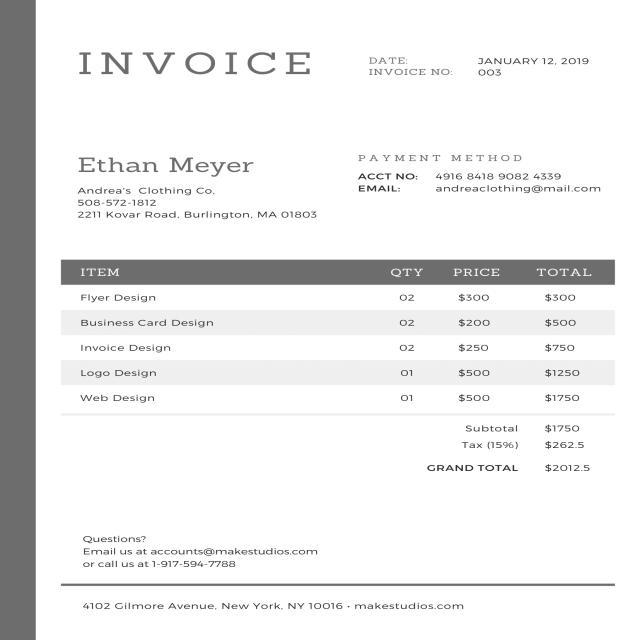 INVOICE
DATE: JANUARY 12, 2019
INVOICE NO: 003
Ethan Meyer
Andrea's Clothing Co.
508-572-1812
2211 Kovar Road, Burlington, MA 01803
PAYMENT METHOD
ACCT NO: 4916 8418 9082 4339
EMAIL: andreaclothing@mail.com
ITEM QTY PRICE TOTAL
Flyer Design 02 $300 $300
Business Card Design 02 $200 $500
Invoice Design 02 $250 $750
Logo Design 01 $500 $1250
Web Design 01 $500 $1750
Subtotal $1750
Tax (15%) $262.5
GRAND TOTAL $2012.5
Questions?
Email us at accounts@makestudios.com
or call us at 1-917-594-7788
4102 Gilmore Avenue, New York, NY 10016 • makestudios.com